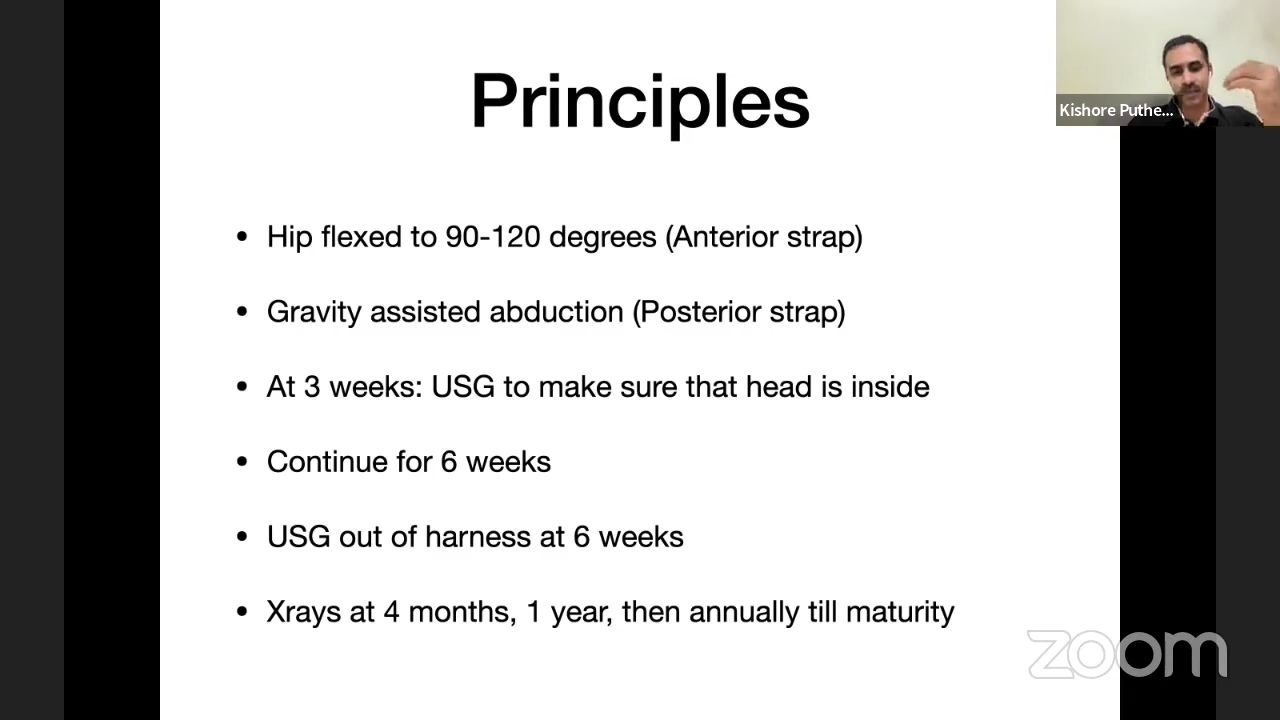 Principles
Kishore Puthe...
• Hip flexed to 90-120 degrees (Anterior strap)
• Gravity assisted abduction (Posterior strap)
• At 3 weeks: USG to make sure that head is inside
• Continue for 6 weeks
• USG out of harness at 6 weeks
• Xrays at 4 months, 1 year, then annually till maturity
zoom